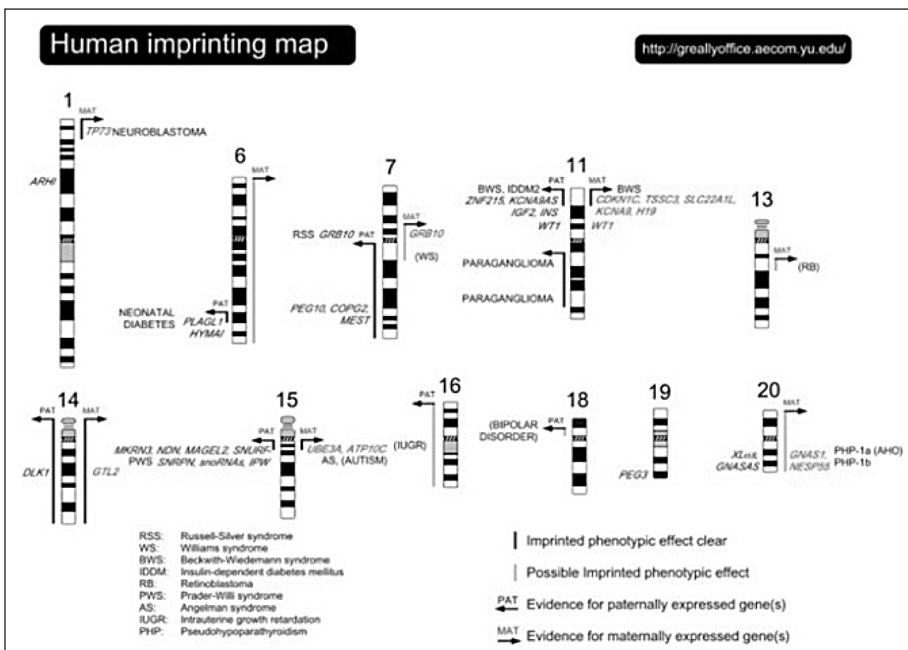 Human imprinting map
http://greallyoffice.aecom.yu.edu/
1
MAT
TP73 NEUROBLASTOMA
ARHI
6
MAT
NEONATAL
DIABETES
PAT
PLAGL1
HYMAI
7
MAT
GRB10
(WS)
RSS GRB10
PAT
PEG10, COPG2,
MEST
11
BWS, IDDM2
PAT
ZNF215, KCNA9AS
IGF2, INS
WT1
MAT
BWS
CDKN1C, TSSC3, SLC22A1L,
KCNA9, H19
WT1
PARAGANGLIOMA
PARAGANGLIOMA
13
MAT
(RB)
14
PAT
MAT
DLK1
GTL2
15
PAT
MAT
MKRN3, NDN, MAGEL2, SNURF-
PWS SNRPN, snoRNAs, IPW
UBE3A, ATP10C
AS, (AUTISM)
16
PAT
(IUGR)
18
(BIPOLAR
DISORDER)
PAT
19
PEG3
20
MAT
XLαs,
GNASAS
GNAS1,
NESP55
PHP-1a (AHO)
PHP-1b
RSS: Russell-Silver syndrome
WS: Williams syndrome
BWS: Beckwith-Wiedemann syndrome
IDDM: Insulin-dependent diabetes mellitus
RB: Retinoblastoma
PWS: Prader-Willi syndrome
AS: Angelman syndrome
IUGR: Intrauterine growth retardation
PHP: Pseudohypoparathyroidism
Imprinted phenotypic effect clear
Possible Imprinted phenotypic effect
PAT Evidence for paternally expressed gene(s)
MAT Evidence for maternally expressed gene(s)